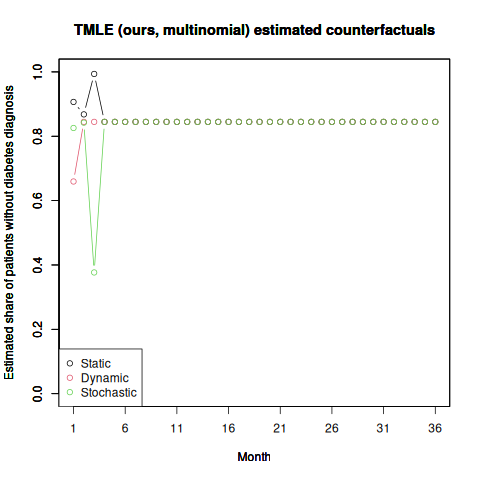 TMLE (ours, multinomial) estimated counterfactuals
Estimated share of patients without diabetes diagnosis
1.0
0.8
0.6
0.4
0.2
0.0
Static
Dynamic
Stochastic
1 6 11 16 21 26 31 36
Month